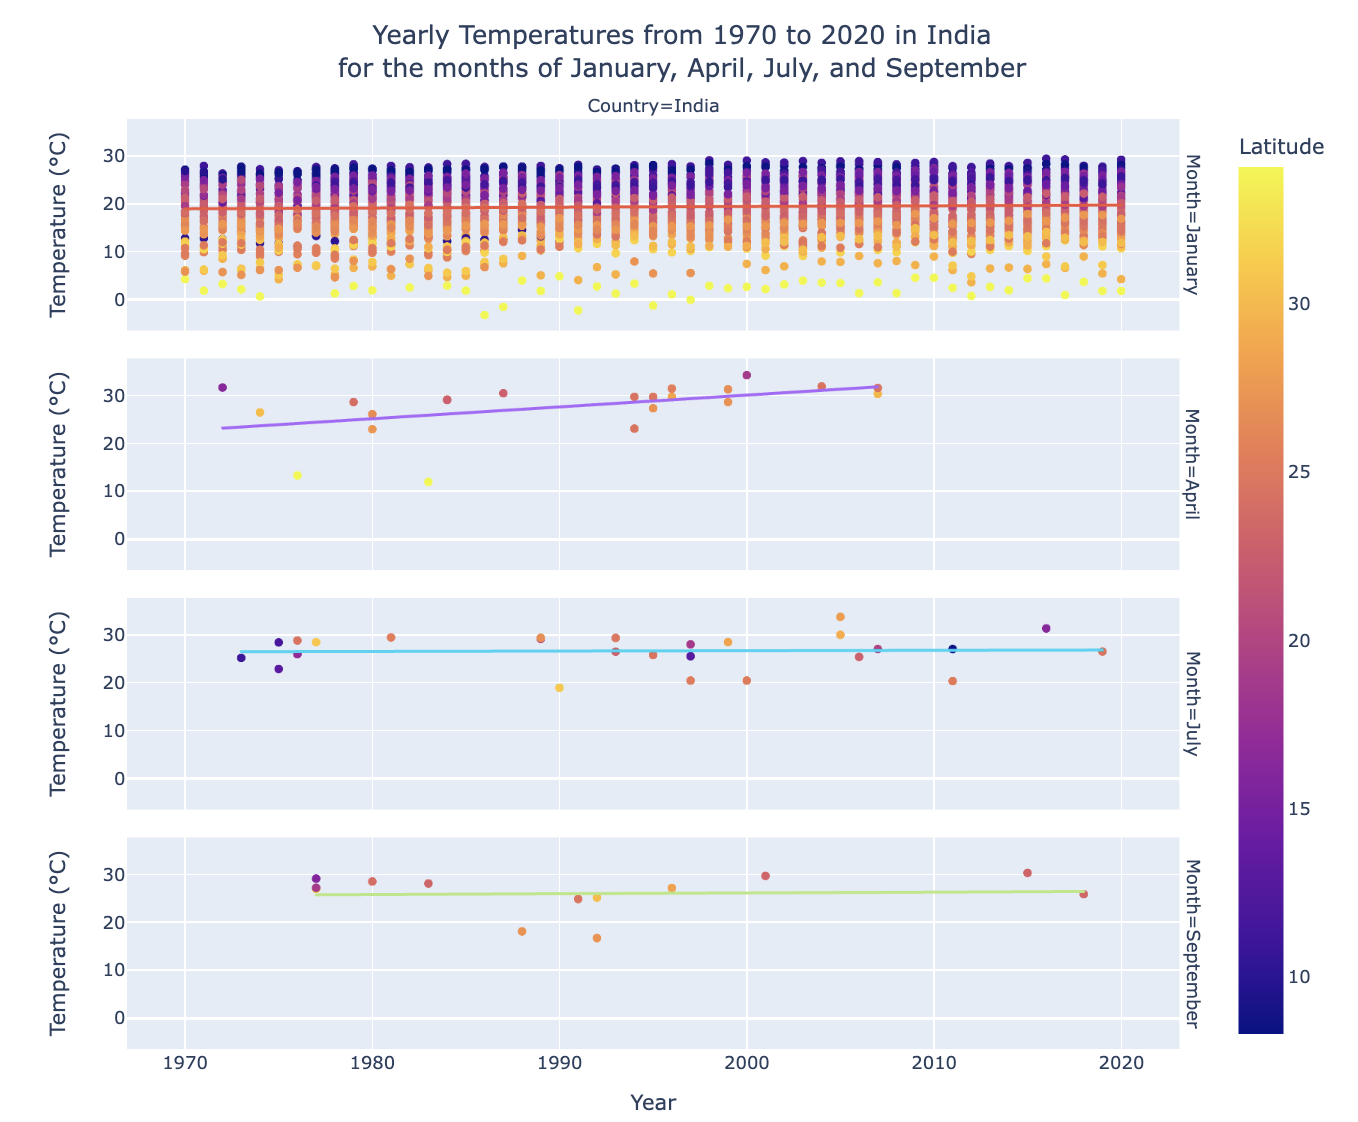 Yearly Temperatures from 1970 to 2020 in India
for the months of January, April, July, and September
Country=India
Temperature (°C)
30
20
10
0
Month=January
Temperature (°C)
30
20
10
0
Month=April
Temperature (°C)
30
20
10
0
Month=July
Temperature (°C)
30
20
10
0
Month=September
1970
1980
1990
2000
2010
2020
Year
Latitude
30
25
20
15
10